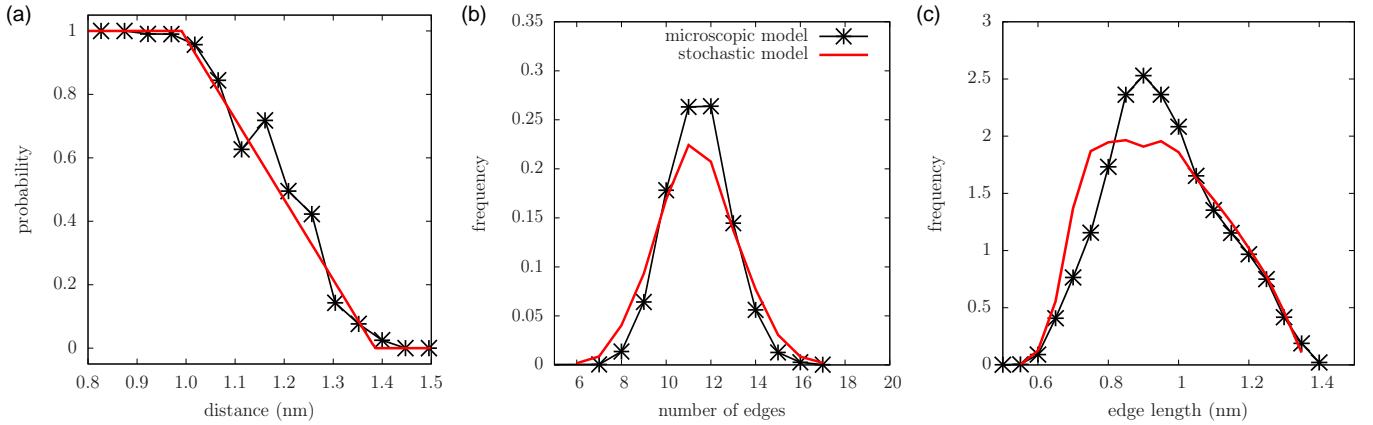 (a)
1
0.8
0.6
0.4
0.2
0
probability
0.8 0.9 1.0 1.1 1.2 1.3 1.4 1.5
distance (nm)
(b)
0.35
0.3
0.25
0.2
0.15
0.1
0.05
0
frequency
microscopic model
stochastic model
6 8 10 12 14 16 18 20
number of edges
(c)
3
2.5
2
1.5
1
0.5
0
frequency
0.6 0.8 1 1.2 1.4
edge length (nm)